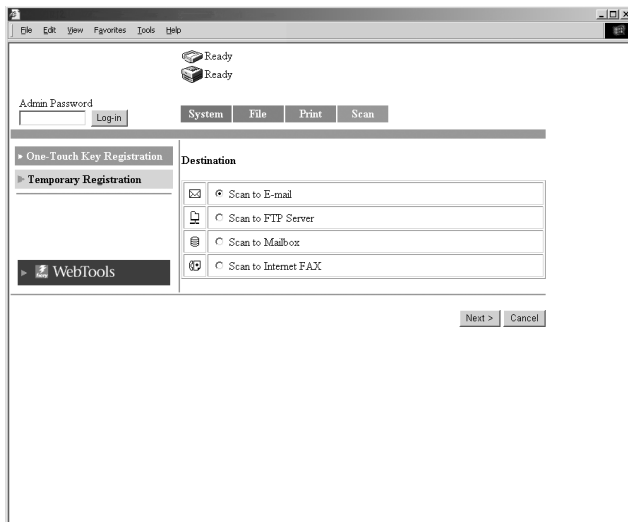 File Edit View Favorites Tools Help
Ready
Ready
Admin Password
Log-in
System File Print Scan
One-Touch Key Registration
Temporary Registration
WebTools
Destination
Scan to E-mail
Scan to FTP Server
Scan to Mailbox
Scan to Internet FAX
Next > Cancel